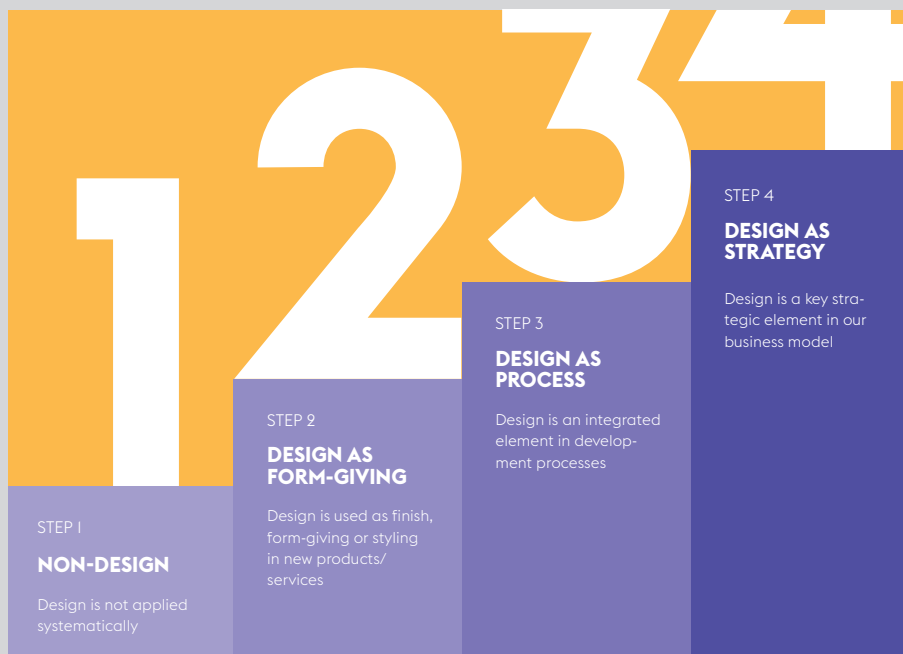 1
STEP 1
NON-DESIGN
Design is not applied
systematically
2
STEP 2
DESIGN AS
FORM-GIVING
Design is used as finish,
form-giving or styling
in new products/
services
3
STEP 3
DESIGN AS
PROCESS
Design is an integrated
element in develop-
ment processes
4
STEP 4
DESIGN AS
STRATEGY
Design is a key stra-
tegic element in our
business model